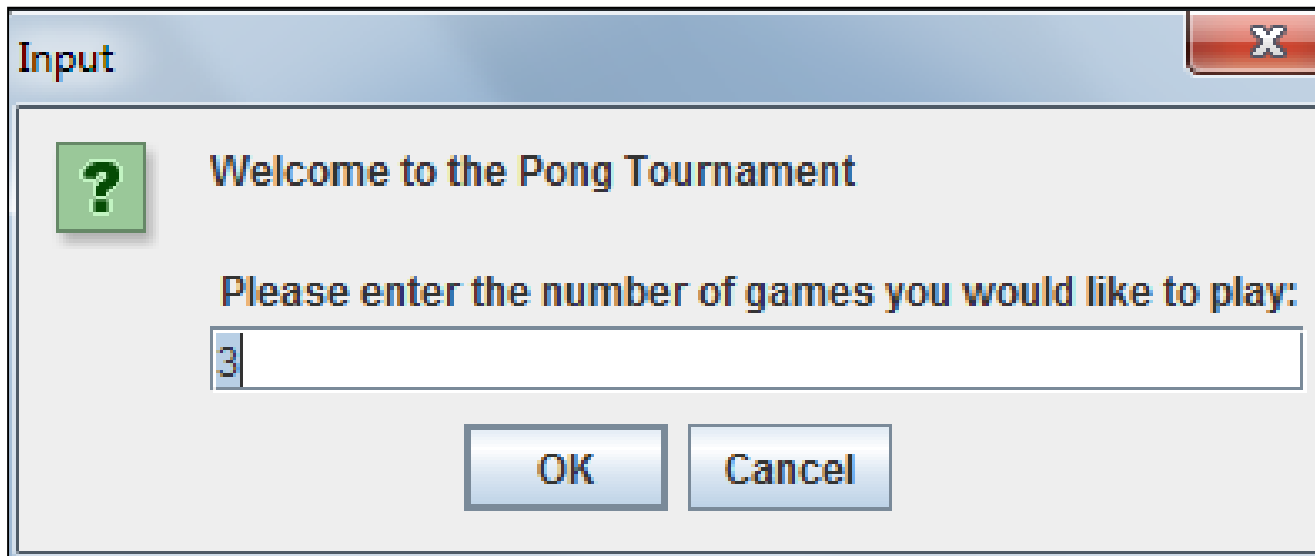 Input
Welcome to the Pong Tournament
Please enter the number of games you would like to play:
3
OK Cancel